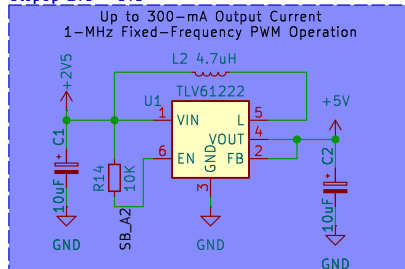 Up to 300-mA Output Current
1-MHz Fixed-Frequency PWM Operation
L2 4.7uH
+2V5
U1
TLV61222
+5V
1
VIN
L
5
VOUT
4
6
EN
GND
FB
2
3
C1
10uF
R14
10K
SB_A2
C2
10uF
GND
GND
GND